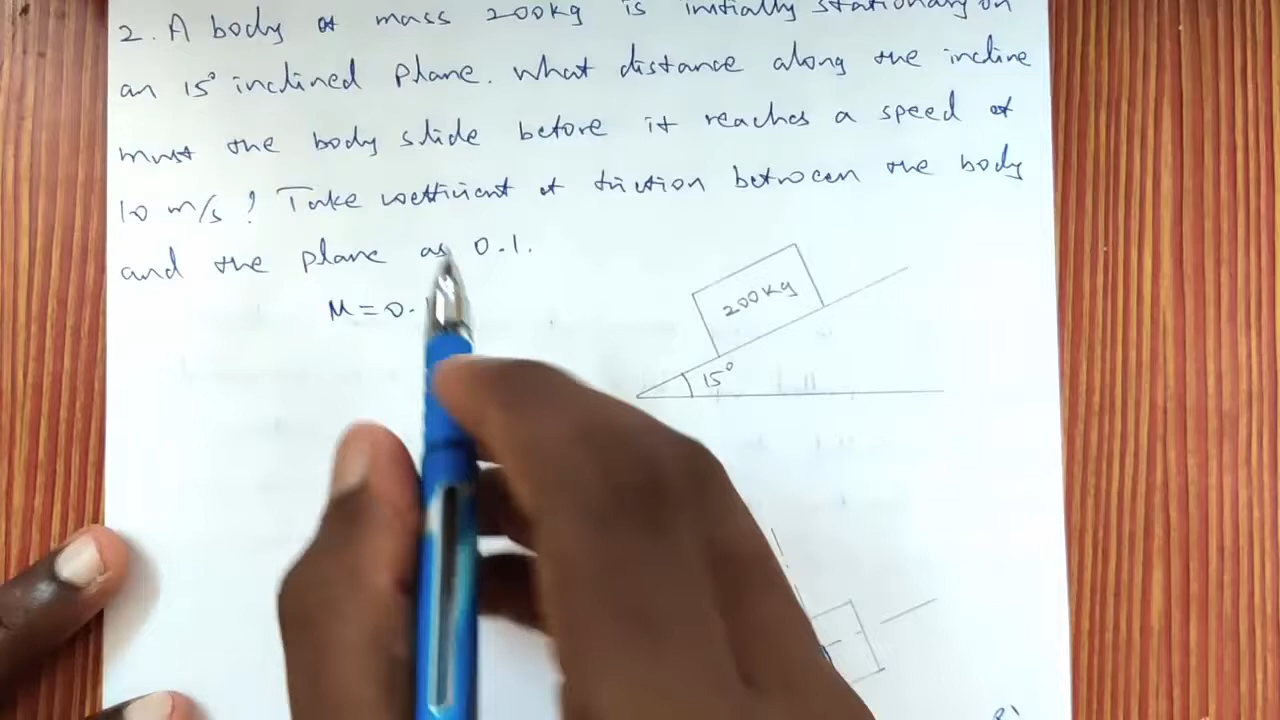 2. A body of mass 200kg is initially stationary on
an 15° inclined plane. What distance along the incline
must the body slide before it reaches a speed of
10 m/s? Take coefficient of friction between the body
and the plane as 0.1.
μ=0.
200kg
15°